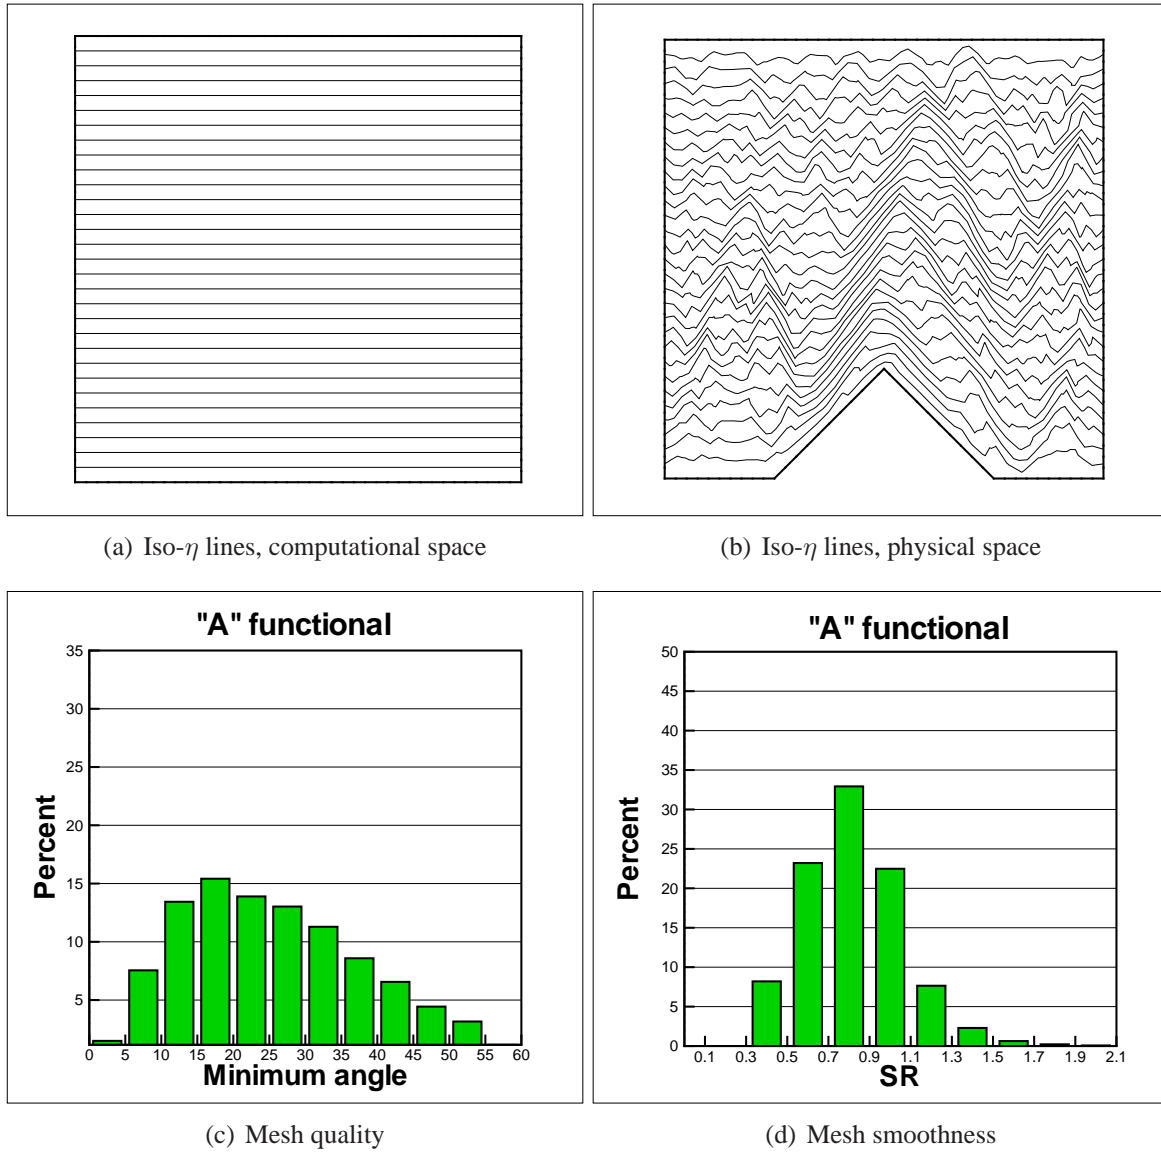 (a) Iso-η lines, computational space
(b) Iso-η lines, physical space
"A" functional
35
30
25
20
15
10
5
Percent
0 5 10 15 20 25 30 35 40 45 50 55 60
Minimum angle
(c) Mesh quality
"A" functional
50
45
40
35
30
25
20
15
10
5
0
Percent
0.1 0.3 0.5 0.7 0.9 1.1 1.3 1.5 1.7 1.9 2.1
SR
(d) Mesh smoothness